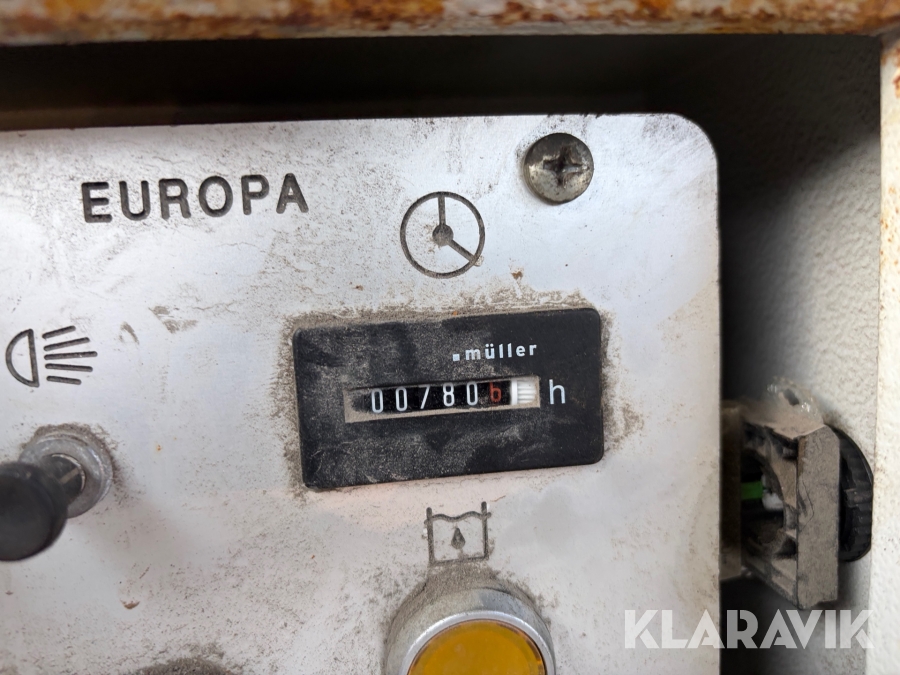 EUROPA
müller
007806 h
KLARAVIK